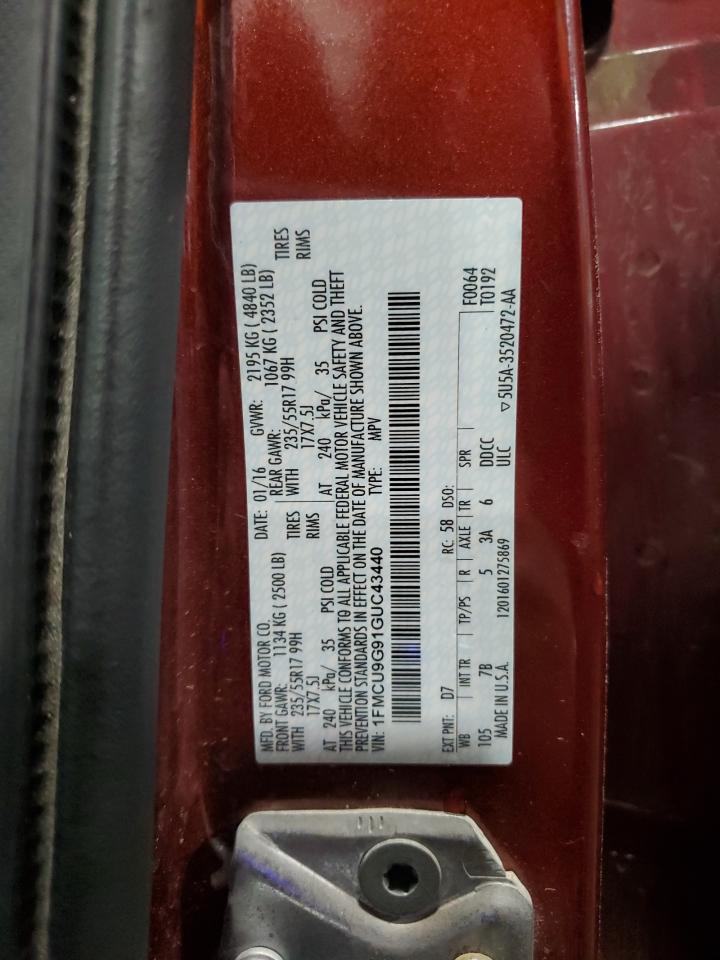 MFD. BY FORD MOTOR CO. DATE: 01/16 GVWR: 2195 KG ( 4840 LB)
FRONT GAWR: 1134 KG ( 2500 LB) REAR GAWR: 1067 KG ( 2352 LB)
WITH 235/55R17 99H TIRES WITH 235/55R17 99H TIRES
17X7.5J RIMS 17X7.5J RIMS
AT 240 kPa/ 35 PSI COLD AT 240 kPa/ 35 PSI COLD
THIS VEHICLE CONFORMS TO ALL APPLICABLE FEDERAL MOTOR VEHICLE SAFETY AND THEFT
PREVENTION STANDARDS IN EFFECT ON THE DATE OF MANUFACTURE SHOWN ABOVE.
VIN: 1FMCU9G91GUC43440 TYPE: MPV
EXT PNT: D7 RC: 58 DSO: F0064
WB INT TR TP/PS R AXLE TR SPR F0192
105 7B 5 3A 6 DDCC
MADE IN U.S.A. 1201601275869 ULC
▽ 5U5A-3520472-AA